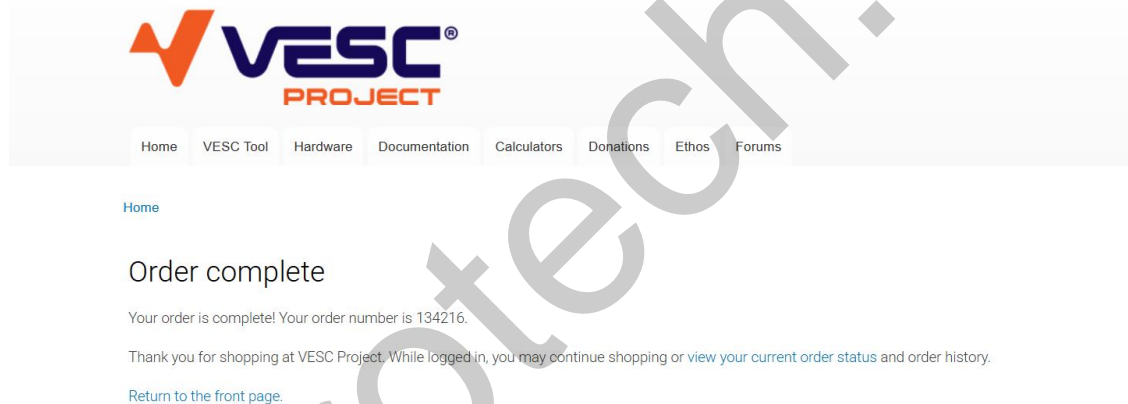 VESC®
PROJECT
Home VESC Tool Hardware Documentation Calculators Donations Ethos Forums
Home
Order complete
Your order is complete! Your order number is 134216.
Thank you for shopping at VESC Project. While logged in, you may continue shopping or view your current order status and order history.
Return to the front page.
otech.